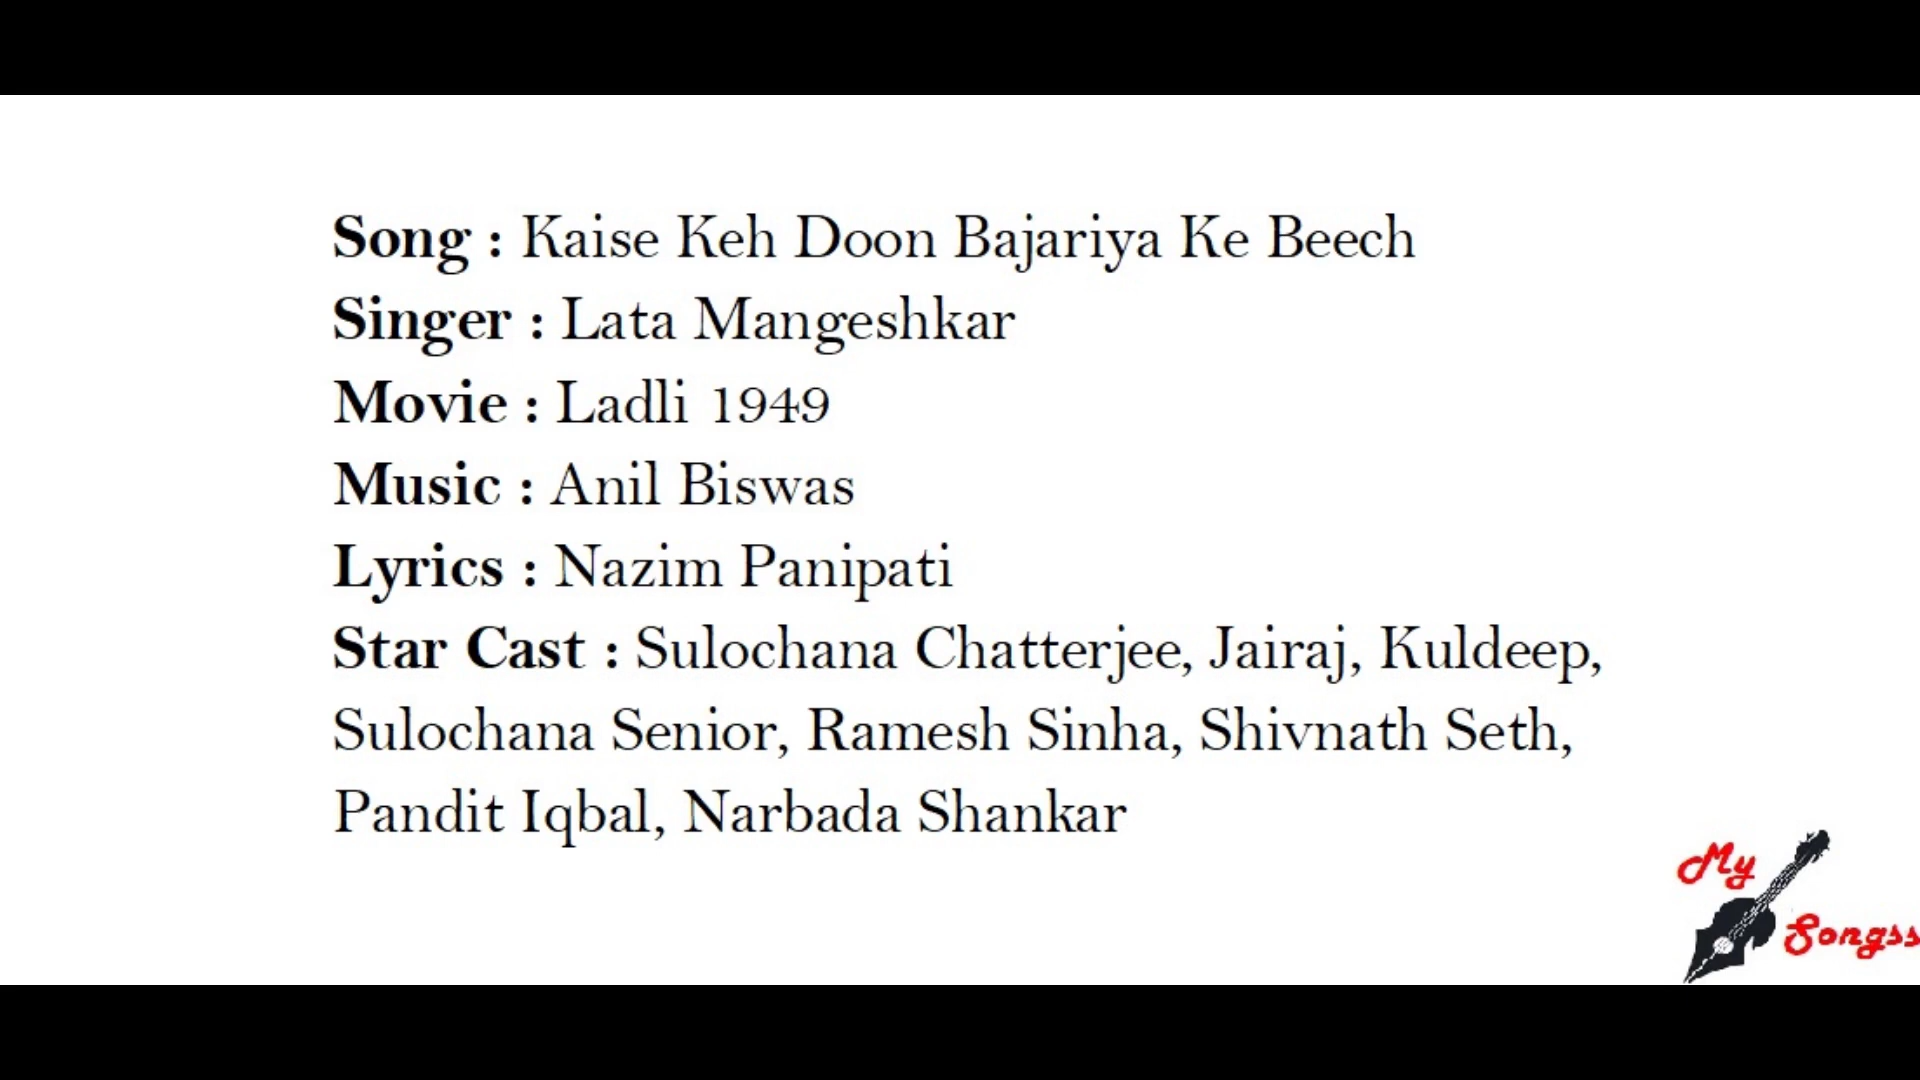 Song : Kaise Keh Doon Bajariya Ke Beech
Singer : Lata Mangeshkar
Movie : Ladli 1949
Music : Anil Biswas
Lyrics : Nazim Panipati
Star Cast : Sulochana Chatterjee, Jairaj, Kuldeep,
Sulochana Senior, Ramesh Sinha, Shivnath Seth,
Pandit Iqbal, Narbada Shankar
My
Songss